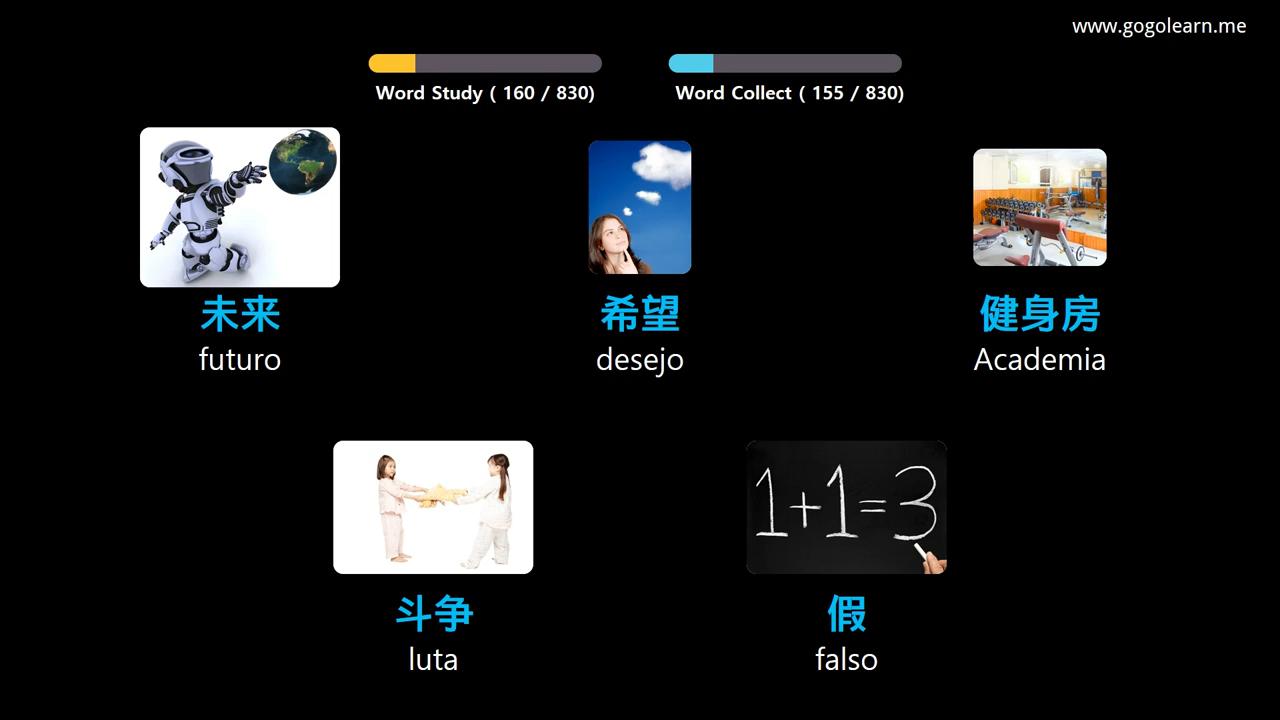 www.gogolearn.me
Word Study ( 160 / 830)
Word Collect ( 155 / 830)
未来
futuro
希望
desejo
健身房
Academia
斗争
luta
1+1=3
假
falso